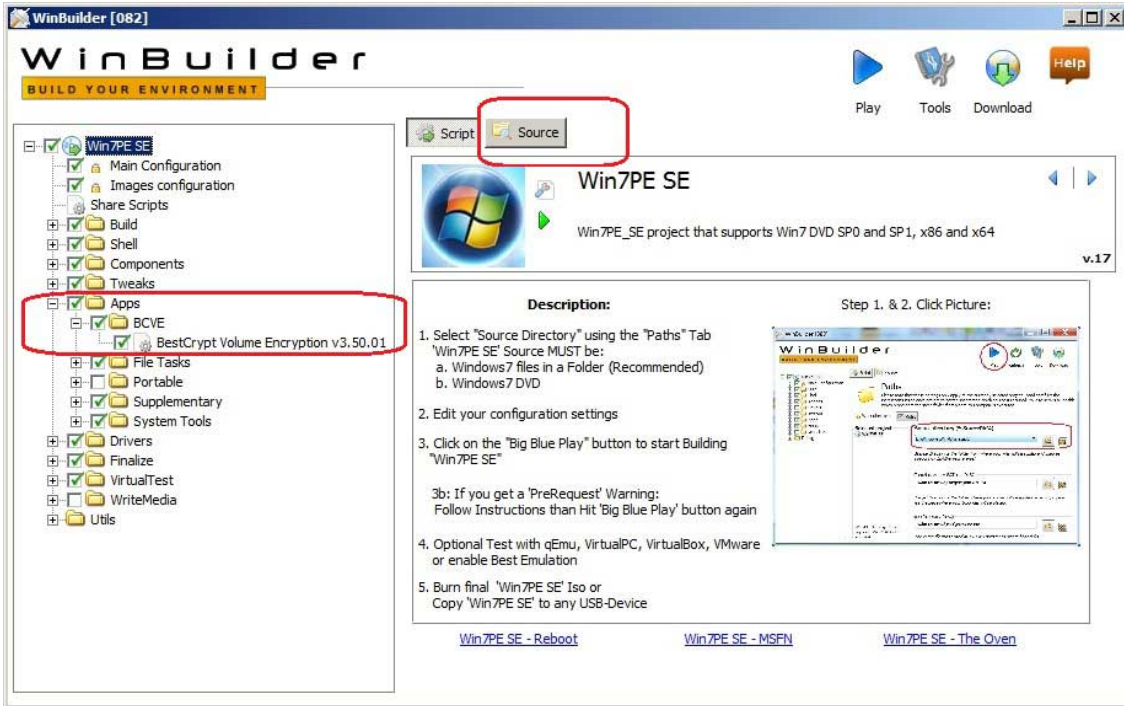 WinBuilder [082]
WinBuilder
BUILD YOUR ENVIRONMENT
Play
Tools
Download
Help
Script
Source
Win7PE SE
Main Configuration
Images configuration
Share Scripts
Build
Shell
Components
Tweaks
Apps
BCVE
BestCrypt Volume Encryption v3.50.01
File Tasks
Portable
Supplementary
System Tools
Drivers
Finalize
VirtualTest
WriteMedia
Utils
Win7PE SE
Win7PE_SE project that supports Win7 DVD SP0 and SP1, x86 and x64
v.17
Description:
1. Select "Source Directory" using the "Paths" Tab
'Win7PE SE' Source MUST be:
a. Windows7 files in a Folder (Recommended)
b. Windows7 DVD
2. Edit your configuration settings
3. Click on the "Big Blue Play" button to start Building
"Win7PE SE"
3b: If you get a 'PreRequest' Warning:
Follow Instructions than Hit 'Big Blue Play' button again
4. Optional Test with qEmu, VirtualPC, VirtualBox, VMware
or enable Best Emulation
5. Burn final 'Win7PE SE' Iso or
Copy 'Win7PE SE' to any USB-Device
Step 1. & 2. Click Picture:
WinBuilder
Paths
Win7PE SE - Reboot
Win7PE SE - MSFN
Win7PE SE - The Oven